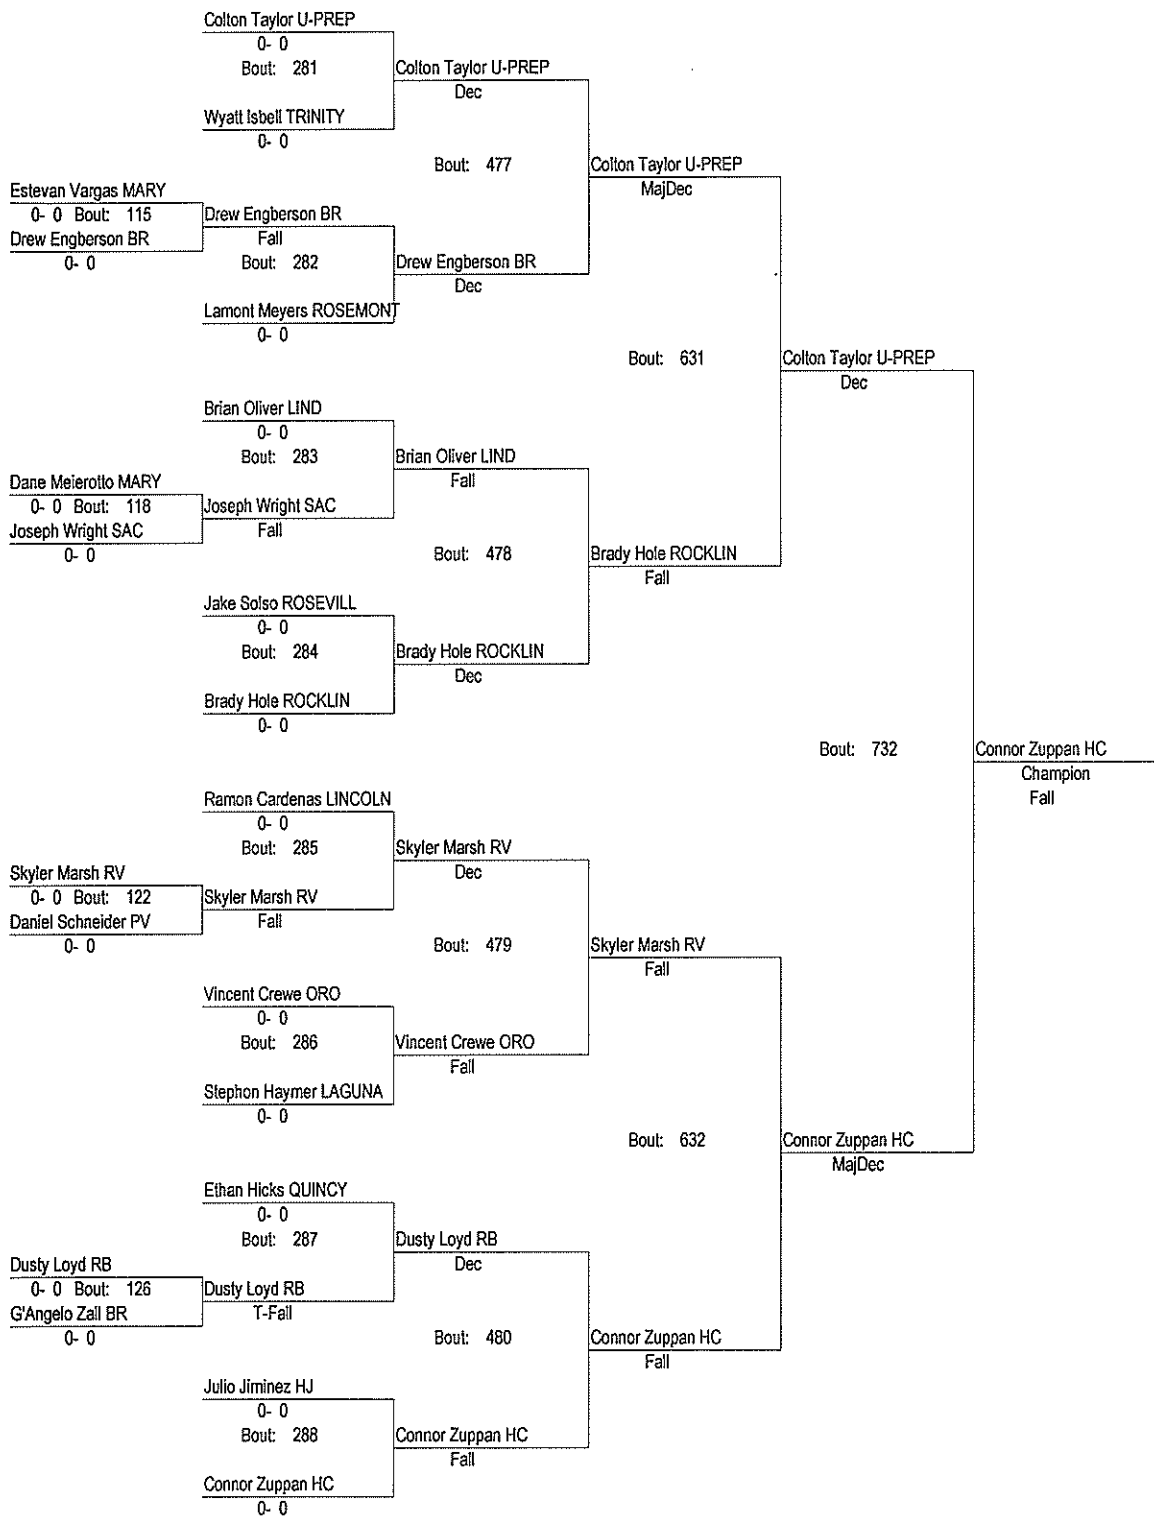 Colton Taylor U-PREP
0- 0
Bout: 281
Colton Taylor U-PREP
Dec
Wyatt Isbell TRINITY
0- 0
Bout: 477
Colton Taylor U-PREP
MajDec
Estevan Vargas MARY
0- 0 Bout: 115
Drew Engberson BR
Fall
Drew Engberson BR
0- 0
Bout: 282
Drew Engberson BR
Dec
Lamont Meyers ROSEMONT
0- 0
Bout: 631
Colton Taylor U-PREP
Dec
Brian Oliver LIND
0- 0
Bout: 283
Brian Oliver LIND
Fall
Dane Meierotto MARY
0- 0 Bout: 118
Joseph Wright SAC
Fall
Joseph Wright SAC
0- 0
Bout: 478
Brady Hole ROCKLIN
Fall
Jake Solso ROSEVILL
0- 0
Bout: 284
Brady Hole ROCKLIN
Dec
Brady Hole ROCKLIN
0- 0
Bout: 732
Connor Zuppan HC
Champion
Fall
Ramon Cardenas LINCOLN
0- 0
Bout: 285
Skyler Marsh RV
Dec
Skyler Marsh RV
0- 0 Bout: 122
Skyler Marsh RV
Fall
Daniel Schneider PV
0- 0
Bout: 479
Skyler Marsh RV
Fall
Vincent Crewe ORO
0- 0
Bout: 286
Vincent Crewe ORO
Fall
Stephon Haymer LAGUNA
0- 0
Bout: 632
Connor Zuppan HC
MajDec
Ethan Hicks QUINCY
0- 0
Bout: 287
Dusty Loyd RB
Dec
Dusty Loyd RB
0- 0 Bout: 126
Dusty Loyd RB
T-Fall
G'Angelo Zall BR
0- 0
Bout: 480
Connor Zuppan HC
Fall
Julio Jiminez HJ
0- 0
Bout: 288
Connor Zuppan HC
Fall
Connor Zuppan HC
0- 0